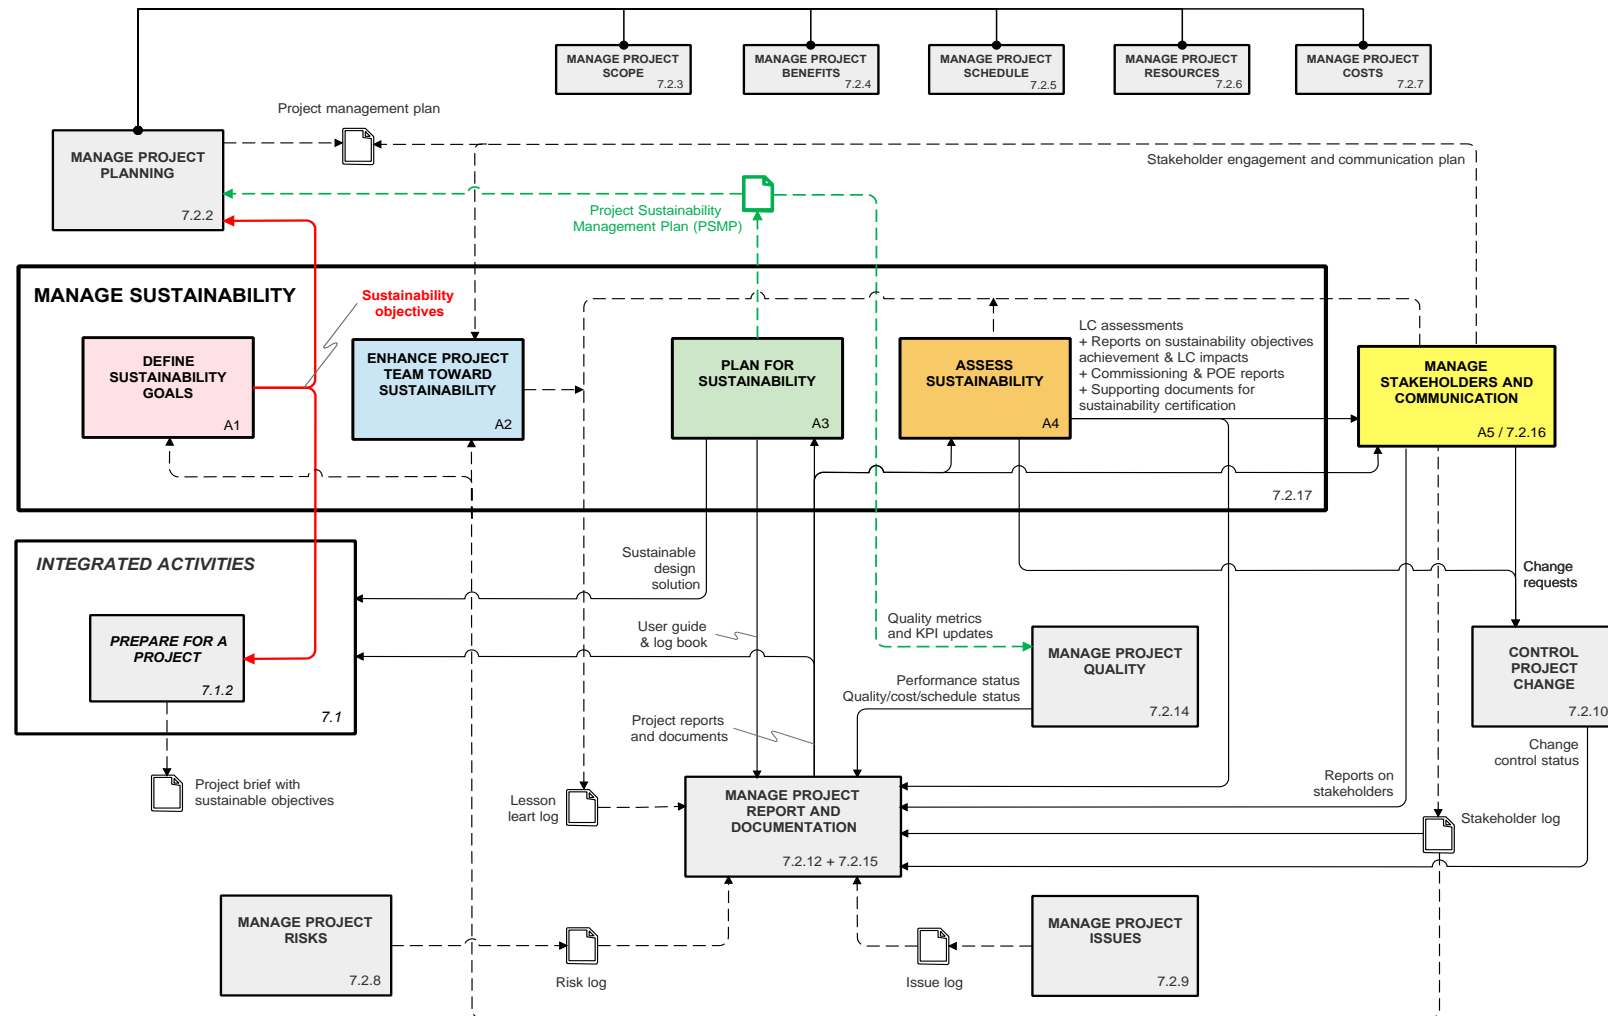 MANAGE PROJECT
SCOPE
7.2.3
MANAGE PROJECT
BENEFITS
7.2.4
MANAGE PROJECT
SCHEDULE
7.2.5
MANAGE PROJECT
RESOURCES
7.2.6
MANAGE PROJECT
COSTS
7.2.7
Project management plan
MANAGE PROJECT
PLANNING
7.2.2
Stakeholder engagement and communication plan
Project Sustainability
Management Plan (PSMP)
MANAGE SUSTAINABILITY
Sustainability
objectives
DEFINE
SUSTAINABILITY
GOALS
A1
ENHANCE PROJECT
TEAM TOWARD
SUSTAINABILITY
A2
PLAN FOR
SUSTAINABILITY
A3
ASSESS
SUSTAINABILITY
A4
LC assessments
+ Reports on sustainability objectives
achievement & LC impacts
+ Commissioning & POE reports
+ Supporting documents for
sustainability certification
MANAGE
STAKEHOLDERS AND
COMMUNICATION
A5 / 7.2.16
7.2.17
INTEGRATED ACTIVITIES
PREPARE FOR A
PROJECT
7.1.2
7.1
Sustainable
design
solution
User guide
& log book
Quality metrics
and KPI updates
Change
requests
MANAGE PROJECT
QUALITY
7.2.14
CONTROL
PROJECT
CHANGE
7.2.10
Performance status
Quality/cost/schedule status
Project reports
and documents
Change
control status
Project brief with
sustainable objectives
Lesson
leart log
MANAGE PROJECT
REPORT AND
DOCUMENTATION
7.2.12 + 7.2.15
Reports on
stakeholders
Stakeholder log
MANAGE PROJECT
RISKS
7.2.8
Risk log
Issue log
MANAGE PROJECT
ISSUES
7.2.9